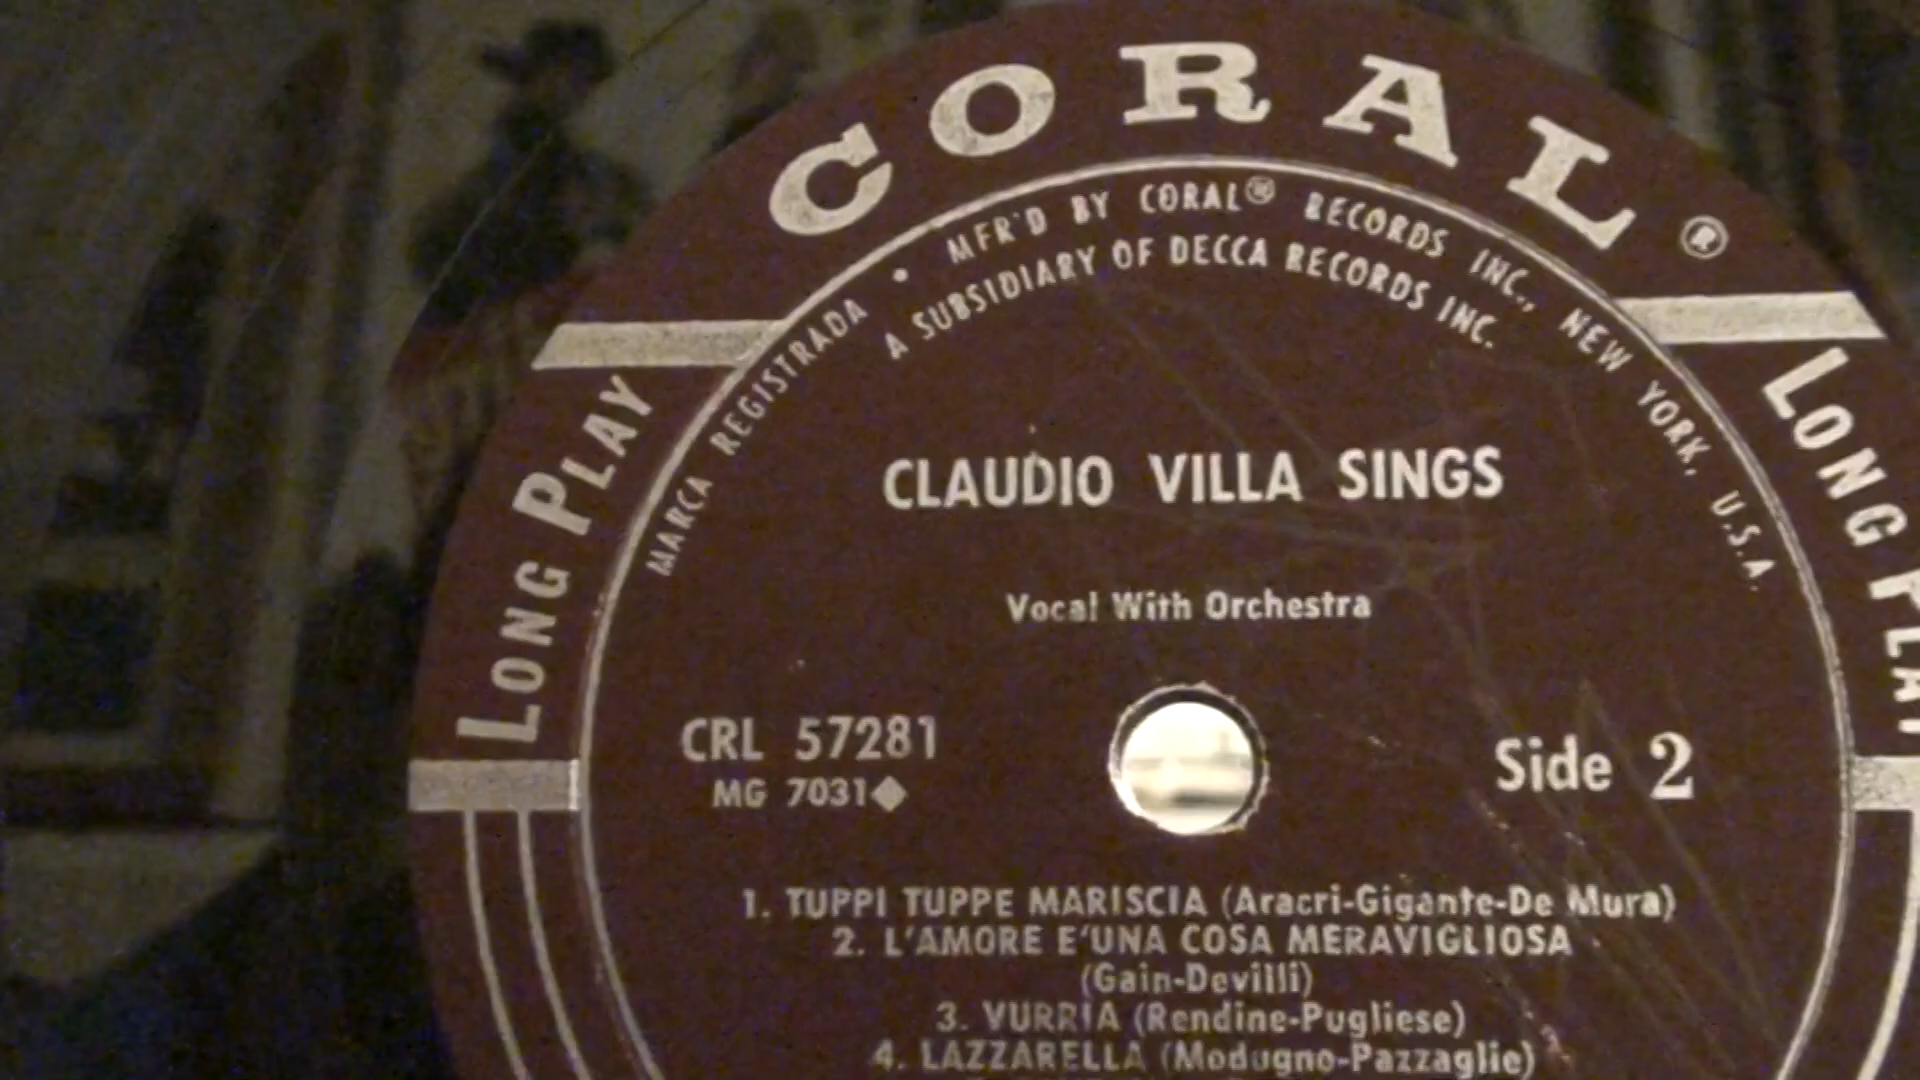 CORAL®
MARCA REGISTRADA • MFR'D BY CORAL® RECORDS INC., NEW YORK, U.S.A.
A SUBSIDIARY OF DECCA RECORDS INC.
LONG PLAY
LONG PLAY
CLAUDIO VILLA SINGS
Vocal With Orchestra
CRL 57281
MG 7031◆
Side 2
1. TUPPI TUPPE MARISCIA (Aracri-Gigante-De Mura)
2. L'AMORE E'UNA COSA MERAVIGLIOSA
(Gain-Devilli)
3. VURRIA (Rendine-Pugliese)
4. LAZZARELLA (Modugno-Pazzaglie)